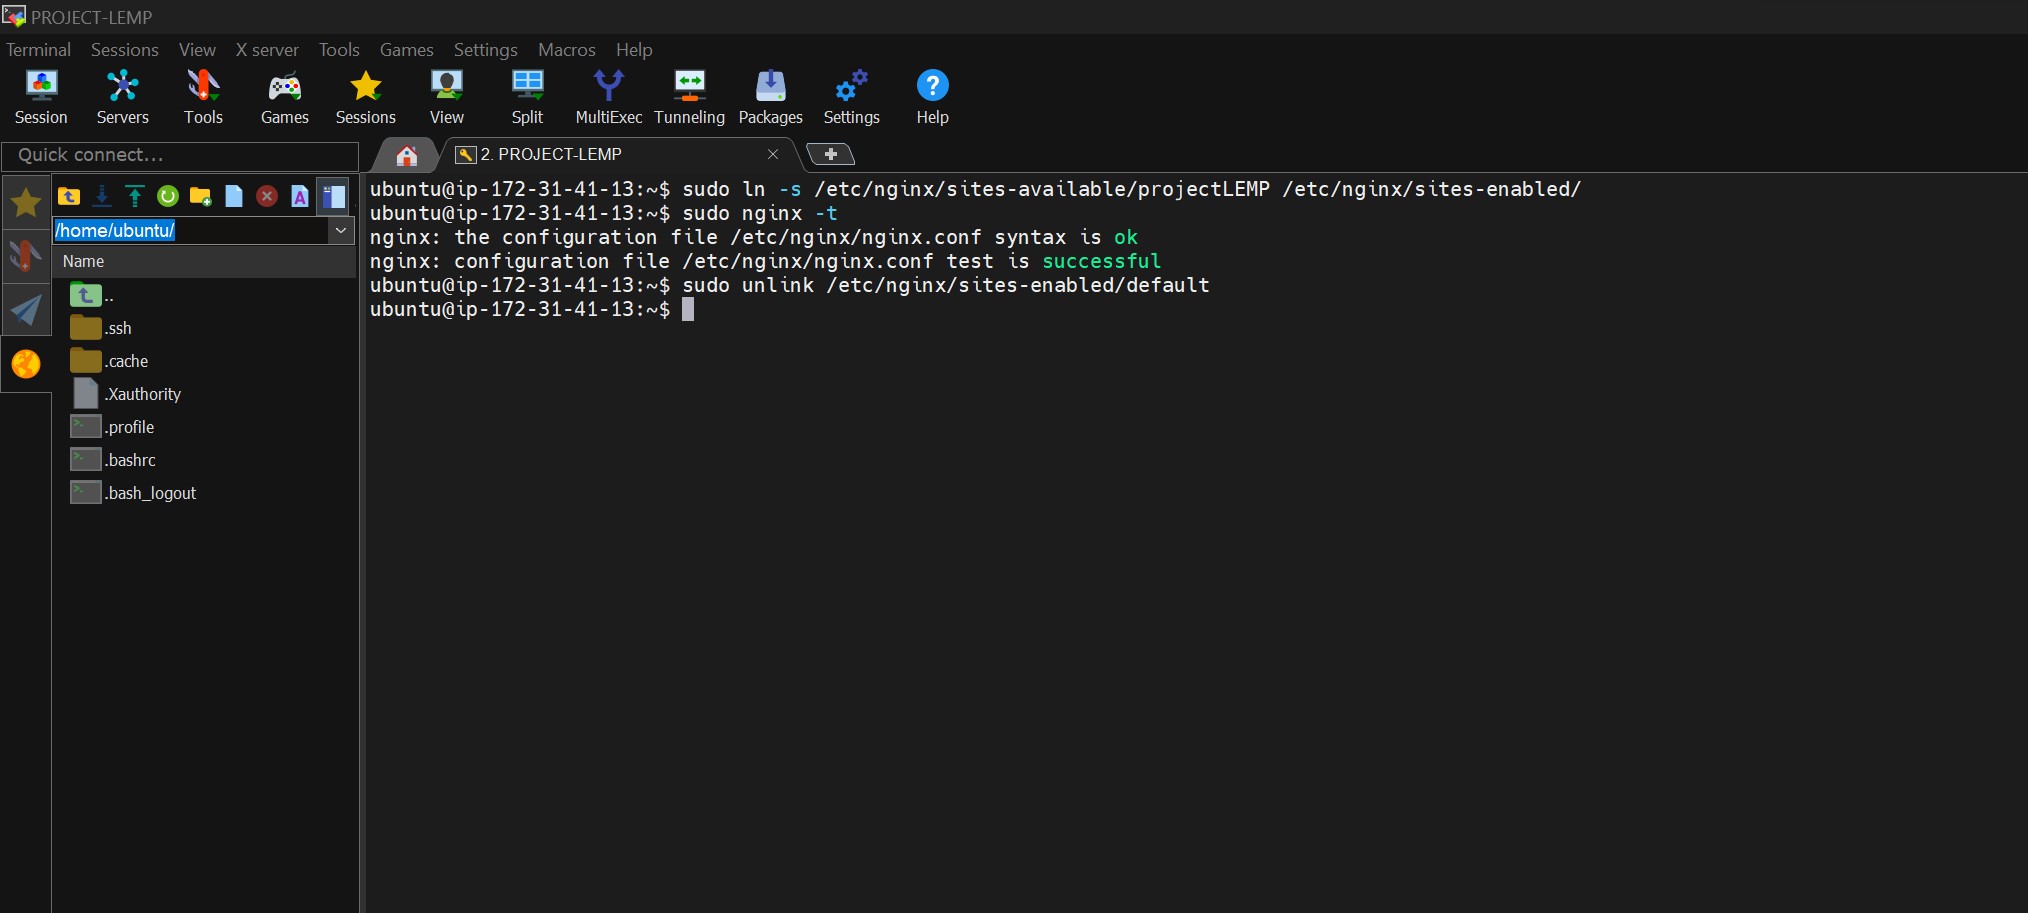 PROJECT-LEMP
Terminal Sessions View X server Tools Games Settings Macros Help
Session Servers Tools Games Sessions View Split MultiExec Tunneling Packages Settings Help
Quick connect...
2. PROJECT-LEMP
/home/ubuntu/
Name
..
.ssh
.cache
.Xauthority
.profile
.bashrc
.bash_logout
ubuntu@ip-172-31-41-13:~$ sudo ln -s /etc/nginx/sites-available/projectLEMP /etc/nginx/sites-enabled/
ubuntu@ip-172-31-41-13:~$ sudo nginx -t
nginx: the configuration file /etc/nginx/nginx.conf syntax is ok
nginx: configuration file /etc/nginx/nginx.conf test is successful
ubuntu@ip-172-31-41-13:~$ sudo unlink /etc/nginx/sites-enabled/default
ubuntu@ip-172-31-41-13:~$